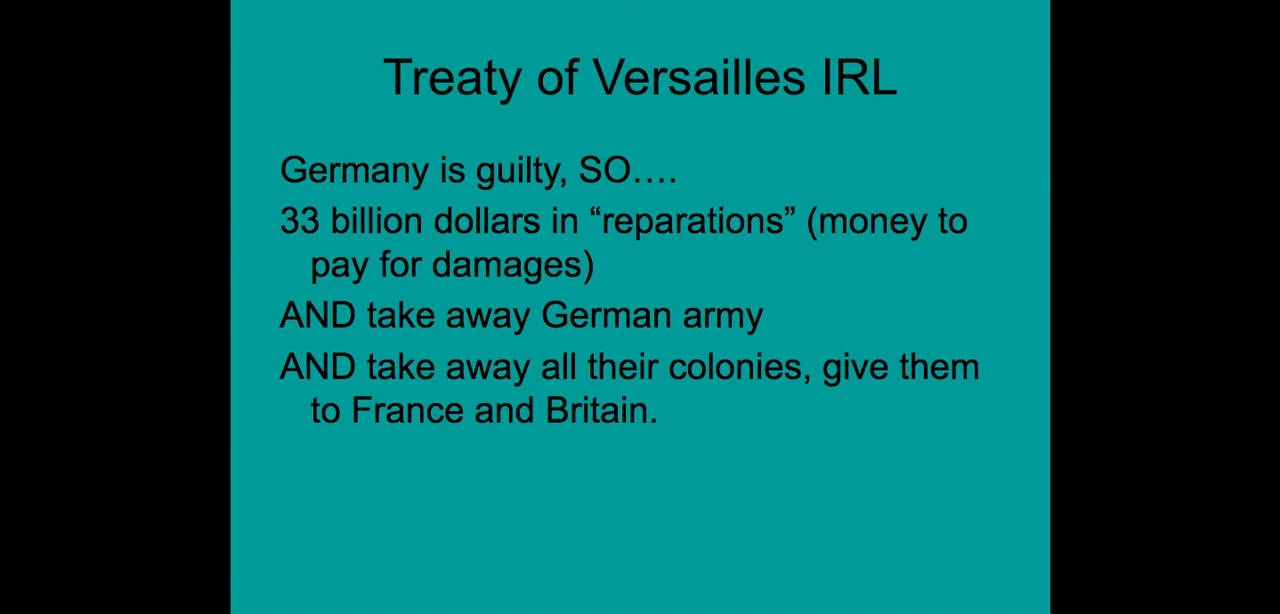 Treaty of Versailles IRL
Germany is guilty, SO….
33 billion dollars in “reparations” (money to
pay for damages)
AND take away German army
AND take away all their colonies, give them
to France and Britain.